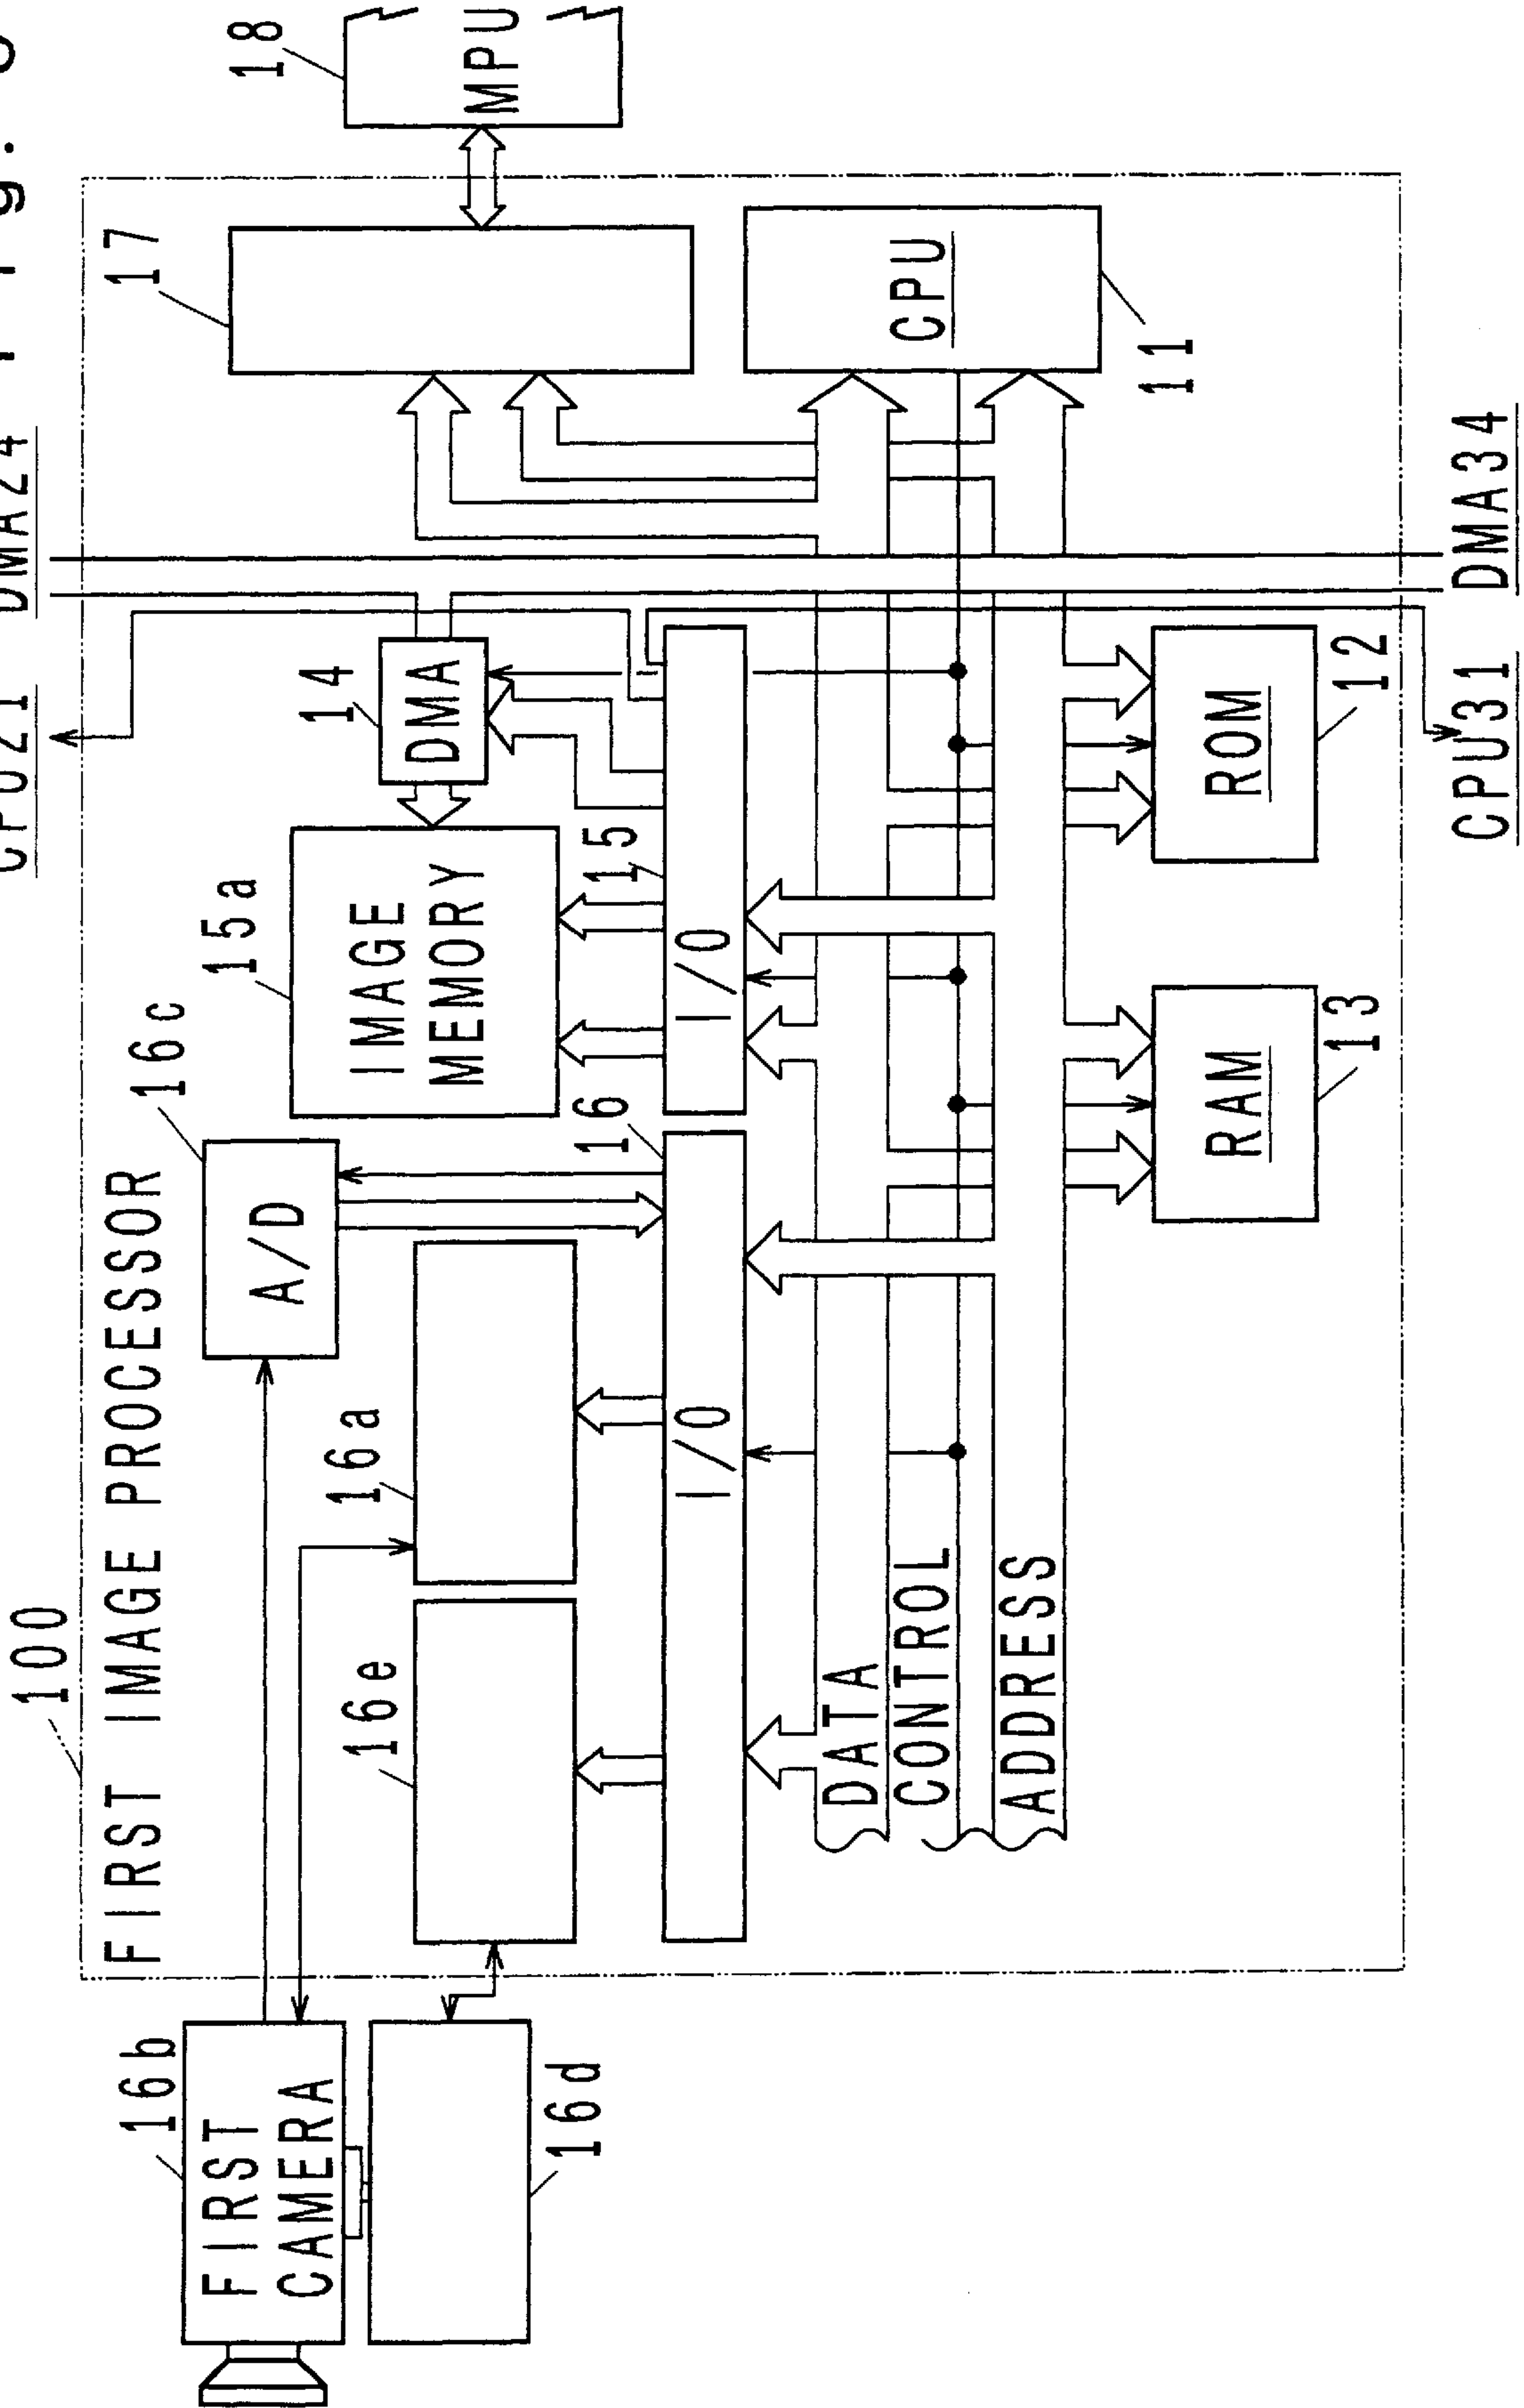 100
FIRST IMAGE PROCESSOR
16b
FIRST
CAMERA
16d
16c
A/D
16a
16e
16
I/O
15a
IMAGE
MEMORY
15
I/O
14
DMA
17
18
MPU
CPU
11
DATA
CONTROL
ADDRESS
RAM
13
ROM
12
CPU21
DMA24
CPU31
DMA34